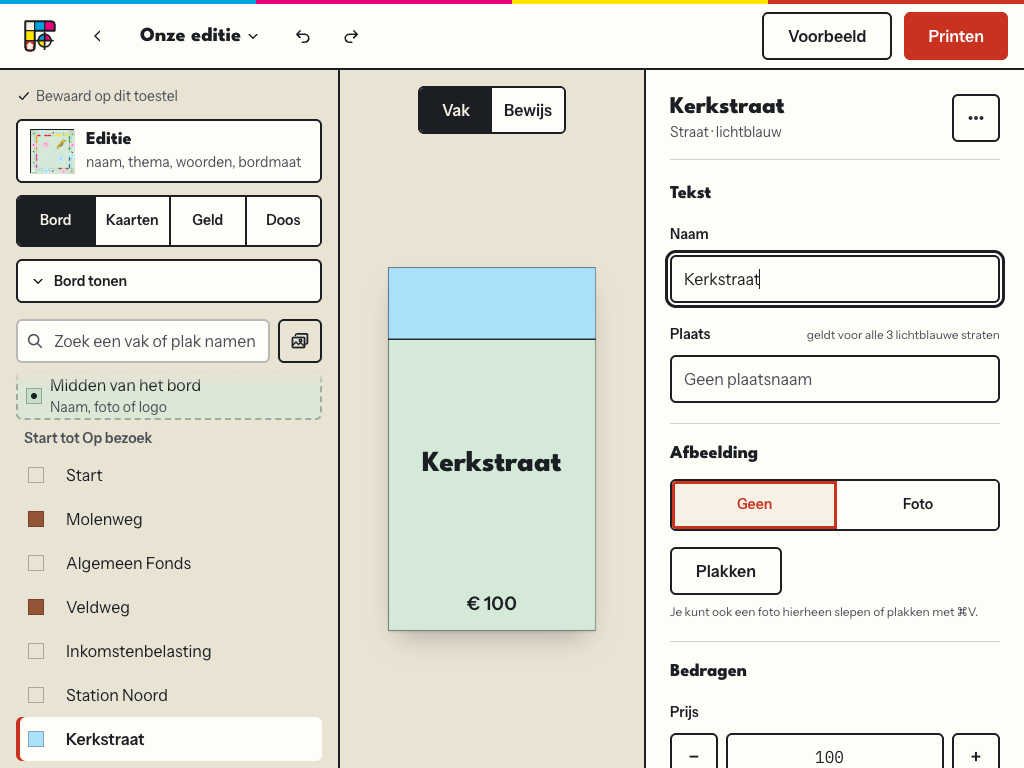 Onze editie
Voorbeeld
Printen
Bewaard op dit toestel
Editie
naam, thema, woorden, bordmaat
Bord
Kaarten
Geld
Doos
Bord tonen
Zoek een vak of plak namen
Midden van het bord
Naam, foto of logo
Start tot Op bezoek
Start
Molenweg
Algemeen Fonds
Veldweg
Inkomstenbelasting
Station Noord
Kerkstraat
Vak
Bewijs
Kerkstraat
€ 100
Kerkstraat
Straat · lichtblauw
Tekst
Naam
Kerkstraat
Plaats
geldt voor alle 3 lichtblauwe straten
Geen plaatsnaam
Afbeelding
Geen
Foto
Plakken
Je kunt ook een foto hierheen slepen of plakken met ⌘V.
Bedragen
Prijs
− 100 +